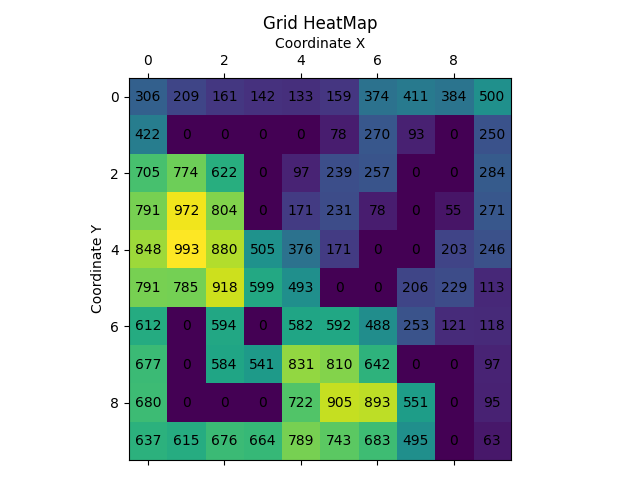 Grid HeatMap
Coordinate X
0 2 4 6 8
0 306 209 161 142 133 159 374 411 384 500
422 0 0 0 0 78 270 93 0 250
2 705 774 622 0 97 239 257 0 0 284
791 972 804 0 171 231 78 0 55 271
4 848 993 880 505 376 171 0 0 203 246
791 785 918 599 493 0 0 206 229 113
6 612 0 594 0 582 592 488 253 121 118
677 0 584 541 831 810 642 0 0 97
8 680 0 0 0 722 905 893 551 0 95
637 615 676 664 789 743 683 495 0 63
Coordinate Y